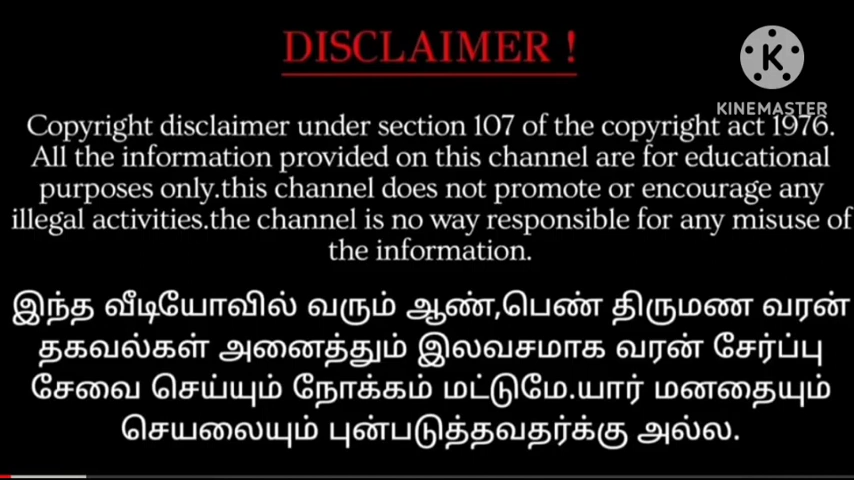 DISCLAIMER !
KINEMASTER
Copyright disclaimer under section 107 of the copyright act 1976.
All the information provided on this channel are for educational
purposes only.this channel does not promote or encourage any
illegal activities.the channel is no way responsible for any misuse of
the information.
இந்த வீடியோவில் வரும் ஆண்,பெண் திருமண வரன்
தகவல்கள் அனைத்தும் இலவசமாக வரன் சேர்ப்பு
சேவை செய்யும் நோக்கம் மட்டுமே.யார் மனதையும்
செயலையும் புன்படுத்தவதர்க்கு அல்ல.